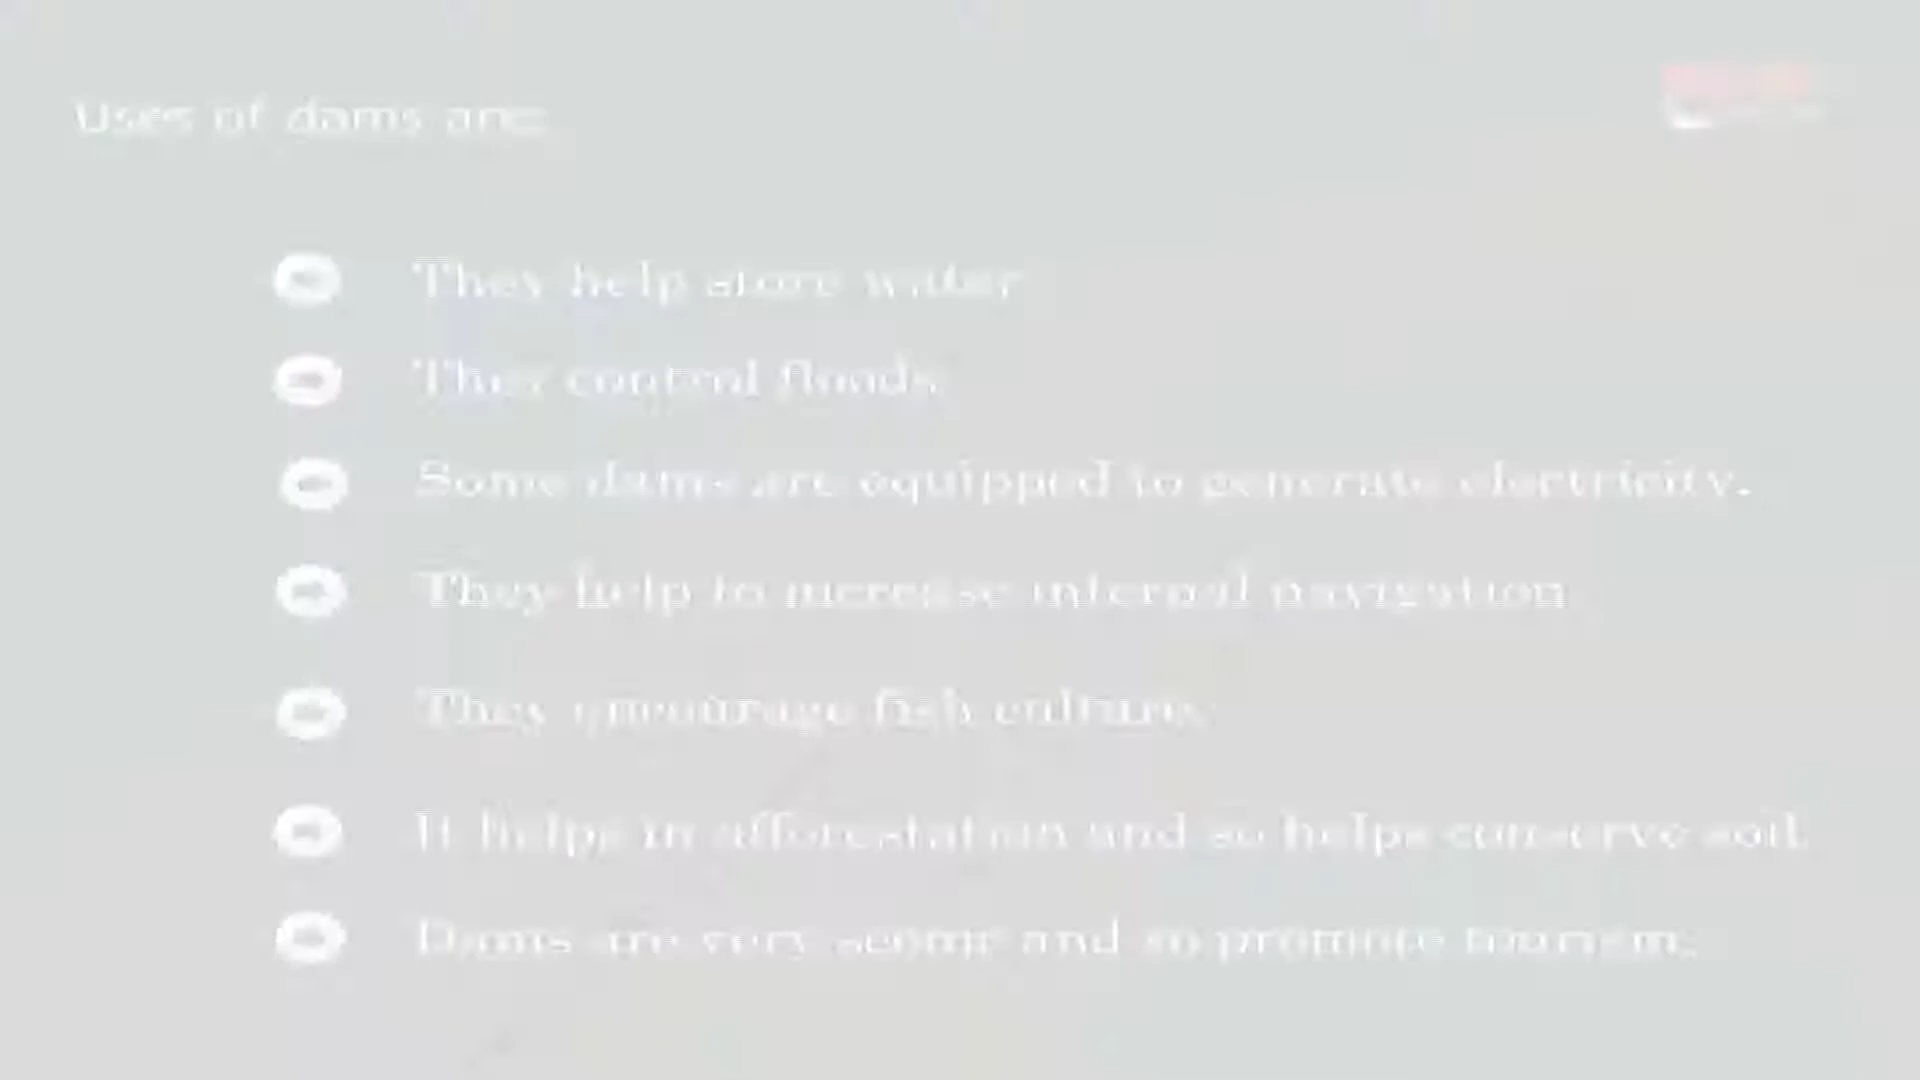 Uses of dams are:
They help store water
They control floods.
Some dams are equipped to generate electricity.
They help to increase internal navigation
They encourage fish culture.
It helps in afforestation and so helps conserve soil.
Dams are very scenic and so promote tourism.